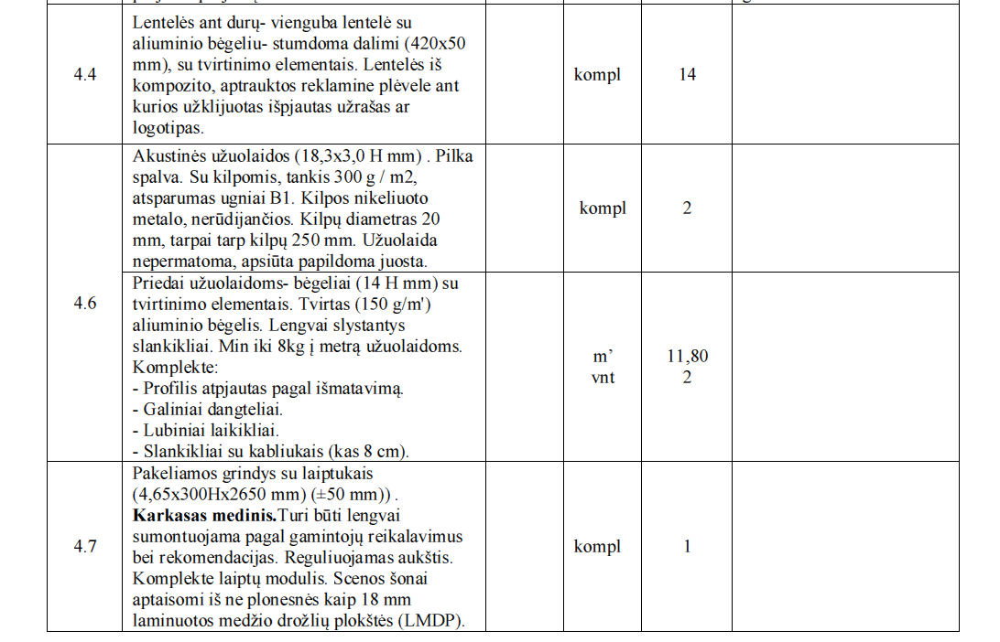 4.4
Lentelės ant durų- vienguba lentelė su
aliuminio bėgeliu- stumdoma dalimi (420x50
mm), su tvirtinimo elementais. Lentelės iš
kompozito, aptrauktos reklamine plėvele ant
kurios užklijuotas išpjautas užrašas ar
logotipas.
kompl
14
4.6
Akustinės užuolaidos (18,3x3,0 H mm) . Pilka
spalva. Su kilpomis, tankis 300 g / m2,
atsparumas ugniai B1. Kilpos nikeliuoto
metalo, nerūdijančios. Kilpų diametras 20
mm, tarpai tarp kilpų 250 mm. Užuolaida
nepermatoma, apsiūta papildoma juosta.
kompl
2
Priedai užuolaidoms- bėgeliai (14 H mm) su
tvirtinimo elementais. Tvirtas (150 g/m')
aliuminio bėgelis. Lengvai slystantys
slankikliai. Min iki 8kg į metrą užuolaidoms.
Komplekte:
- Profilis atpjautas pagal išmatavimą.
- Galiniai dangteliai.
- Lubiniai laikikliai.
- Slankikliai su kabliukais (kas 8 cm).
m’
vnt
11,80
2
4.7
Pakeliamos grindys su laiptukais
(4,65x300Hx2650 mm) (±50 mm)) .
Karkasas medinis.Turi būti lengvai
sumontuojama pagal gamintojų reikalavimus
bei rekomendacijas. Reguliuojamas aukštis.
Komplekte laiptų modulis. Scenos šonai
aptaisomi iš ne plonesnės kaip 18 mm
laminuotos medžio drožlių plokštės (LMDP).
kompl
1